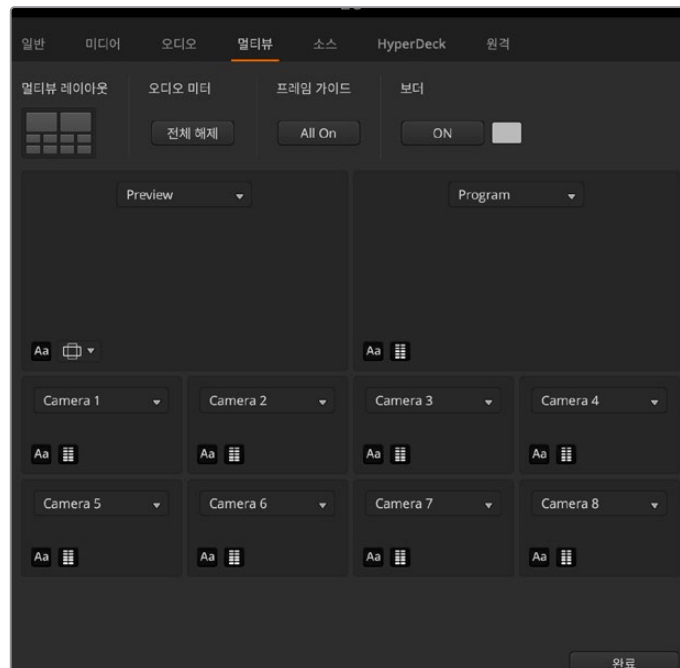 일반 미디어 오디오 멀티뷰 소스 HyperDeck 원격
멀티뷰 레이아웃 오디오 미터 프레임 가이드 보더
전체 해제 All On ON
Preview Program
Aa Aa
Camera 1 Camera 2 Camera 3 Camera 4
Aa Aa Aa Aa
Camera 5 Camera 6 Camera 7 Camera 8
Aa Aa Aa Aa
완료